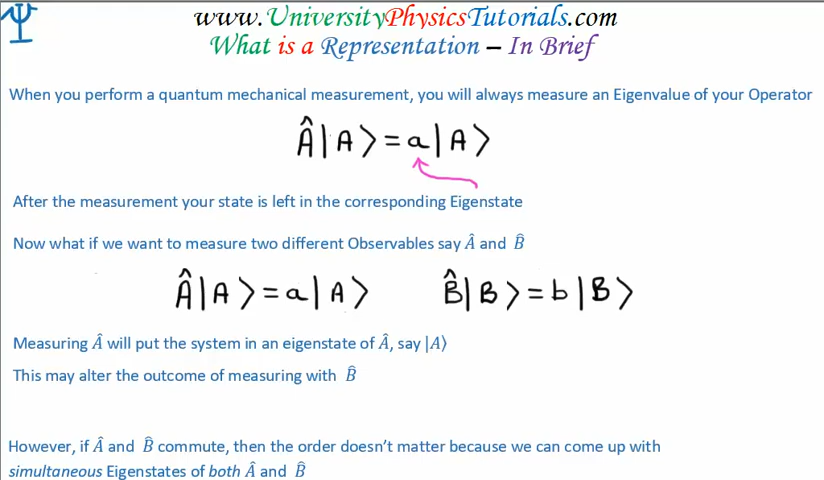 www.UniversityPhysicsTutorials.com
What is a Representation – In Brief
When you perform a quantum mechanical measurement, you will always measure an Eigenvalue of your Operator
Â|A⟩=a|A⟩
After the measurement your state is left in the corresponding Eigenstate
Now what if we want to measure two different Observables say Â and B̂
Â|A⟩=a|A⟩ B̂|B⟩=b|B⟩
Measuring Â will put the system in an eigenstate of Â, say |A⟩
This may alter the outcome of measuring with B̂
However, if Â and B̂ commute, then the order doesn't matter because we can come up with
simultaneous Eigenstates of both Â and B̂